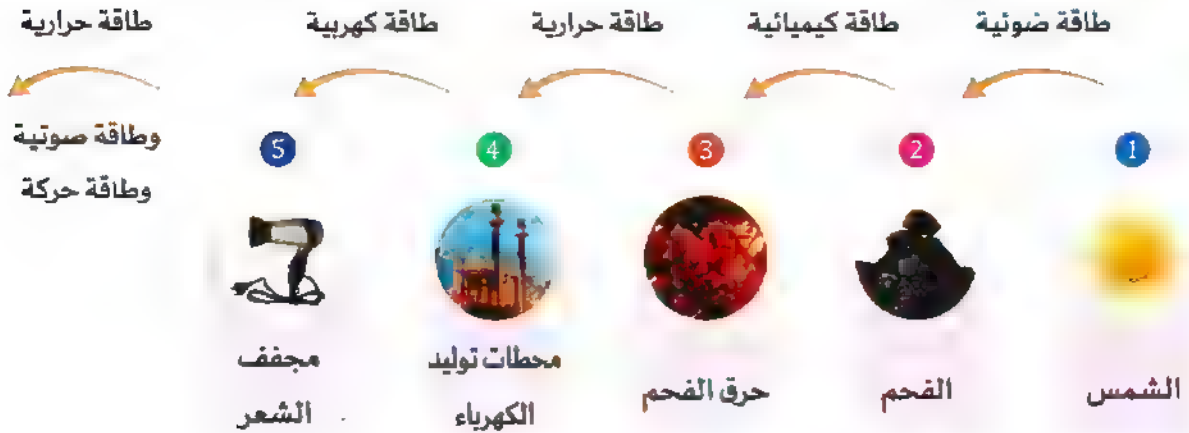 طاقة ضوئية طاقة كيميائية طاقة حرارية طاقة كهربية طاقة حرارية
وطاقة صوتية
وطاقة حركة
1 2 3 4 5
الشمس الفحم حرق الفحم محطات توليد مجفف
الكهرباء الشعر